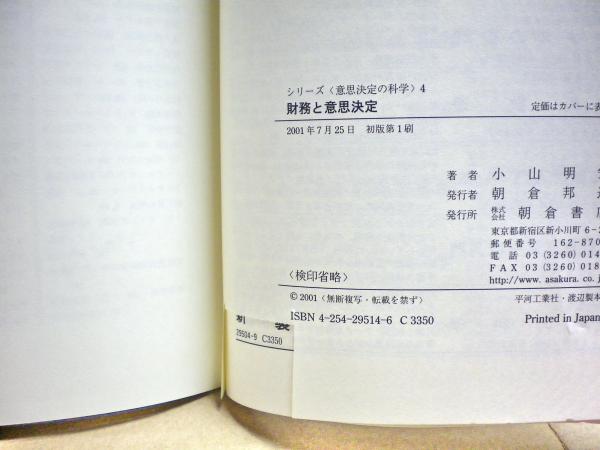 シリーズ〈意思決定の科学〉4
財務と意思決定
定価はカバーに表
2001年7月25日 初版第1刷
著者 小山明
発行者 朝倉邦
発行所 株式会社 朝倉書
東京都新宿区新小川町6-2
郵便番号 162-870
電話 03(3260)014
FAX 03(3260)018
http://www.asakura.co.j
〈検印省略〉
©2001〈無断複写・転載を禁ず〉
平河工業社・渡辺製本
ISBN 4-254-29514-6 C 3350
Printed in Japan
29504-9 C3350